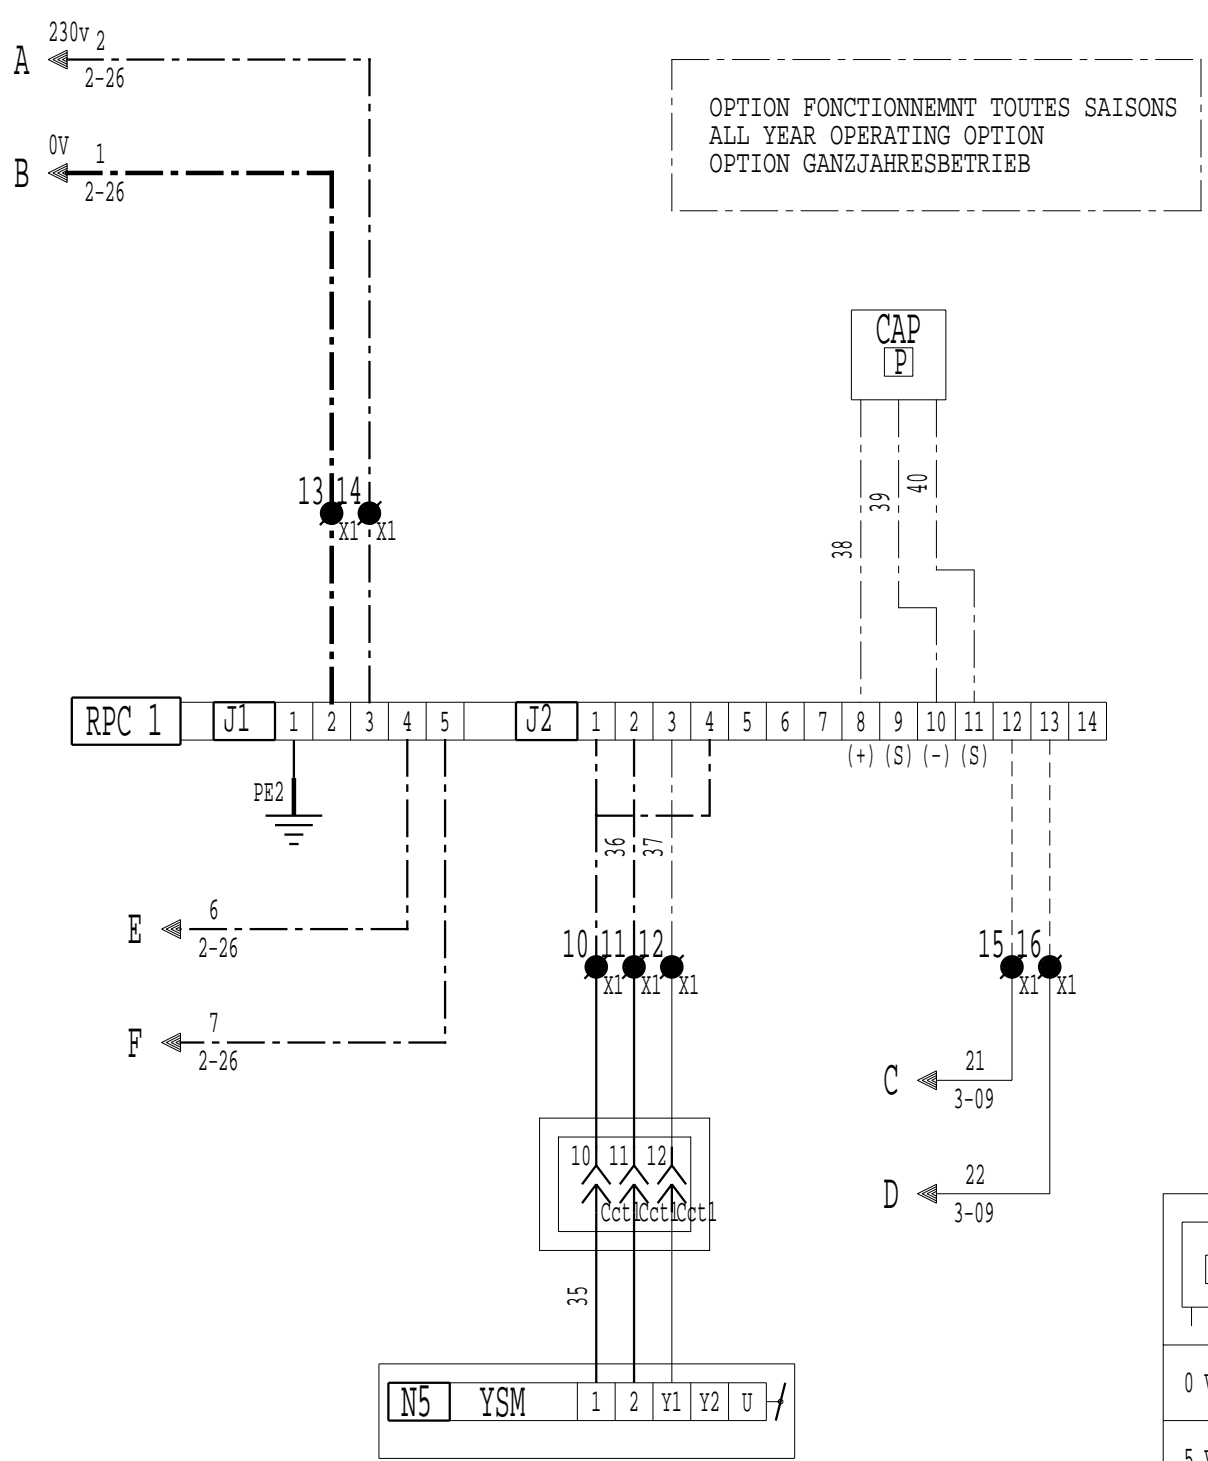 230v 2
A
2-26
0V 1
B
2-26
OPTION FONCTIONNEMNT TOUTES SAISONS
ALL YEAR OPERATING OPTION
OPTION GANZJAHRESBETRIEB
CAP
P
13 14
X1 X1
38 39 40
RPC 1 J1 1 2 3 4 5 J2 1 2 3 4 5 6 7 8 9 10 11 12 13 14
(+) (S) (-) (S)
PE2
36 37
E 6
2-26
10 11 12
X1 X1 X1
15 16
X1 X1
F 7
2-26
C 21
3-09
10 11 12
Cct1 Cct1 Cct1
D 22
3-09
35
N5 YSM 1 2 Y1 Y2 U
0 V
5 V